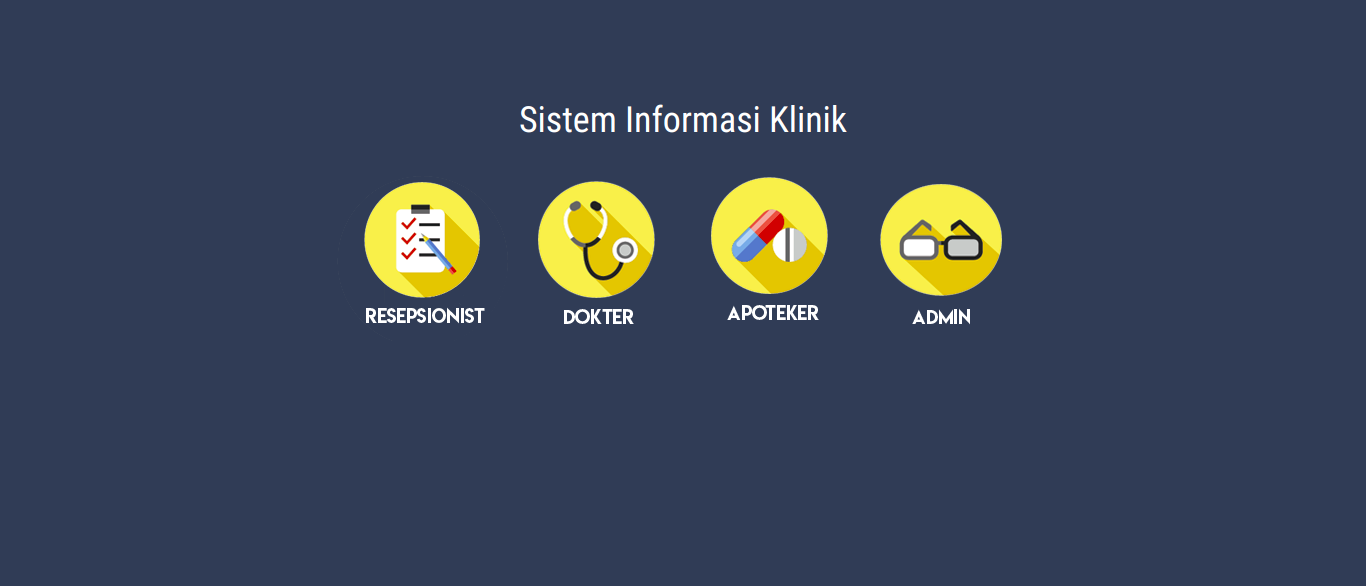 Sistem Informasi Klinik
RESEPSIONIST
DOKTER
APOTEKER
ADMIN